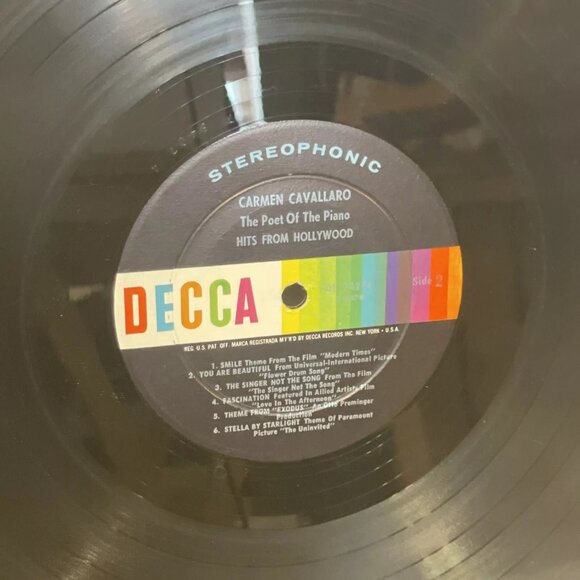 STEREOPHONIC
CARMEN CAVALLARO
The Poet Of The Piano
HITS FROM HOLLYWOOD
DECCA
Side 2
REG. U.S. PAT. OFF. MARCA REGISTRADA M'F'R'D BY DECCA RECORDS INC. NEW YORK • U.S.A.
1. SMILE Theme From The Film "Modern Times"
2. YOU ARE BEAUTIFUL From Universal-International Picture
"Flower Drum Song"
3. THE SINGER NOT THE SONG From The Film
"The Singer Not The Song"
4. FASCINATION Featured In Allied Artists Film
"Love In The Afternoon"
5. THEME FROM "EXODUS" An Otto Preminger
Production
6. STELLA BY STARLIGHT Theme Of Paramount
Picture "The Uninvited"